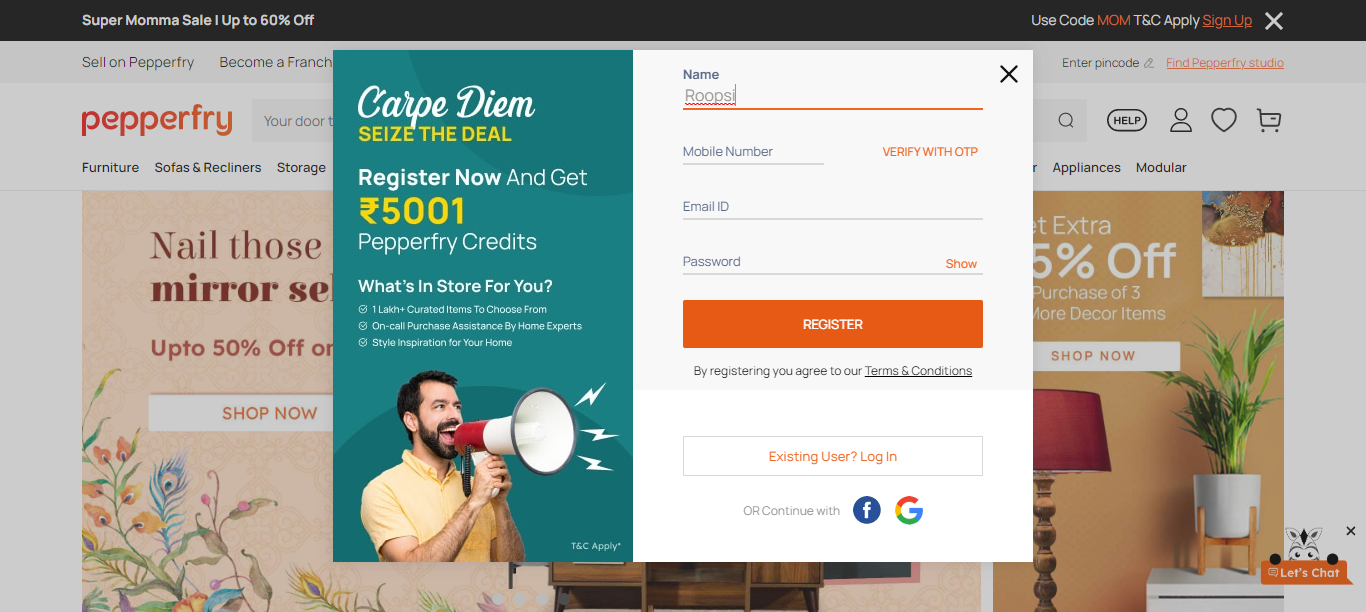 Super Momma Sale | Up to 60% Off
Use Code MOM T&C Apply Sign Up
Sell on Pepperfry
Become a Franch
Enter pincode
Find Pepperfry studio
pepperfry
Your door t
HELP
Furniture
Sofas & Recliners
Storage
r
Appliances
Modular
Nail those
mirror sel
Upto 50% Off on
SHOP NOW
Carpe Diem
SEIZE THE DEAL
Register Now And Get
₹5001
Pepperfry Credits
What's In Store For You?
1 Lakh+ Curated Items To Choose From
On-call Purchase Assistance By Home Experts
Style Inspiration for Your Home
T&C Apply*
Name
Roopsi
Mobile Number
VERIFY WITH OTP
Email ID
Password
Show
REGISTER
By registering you agree to our Terms & Conditions
Existing User? Log In
OR Continue with
f
G
et Extra
5% Off
Purchase of 3
More Decor Items
SHOP NOW
Let's Chat